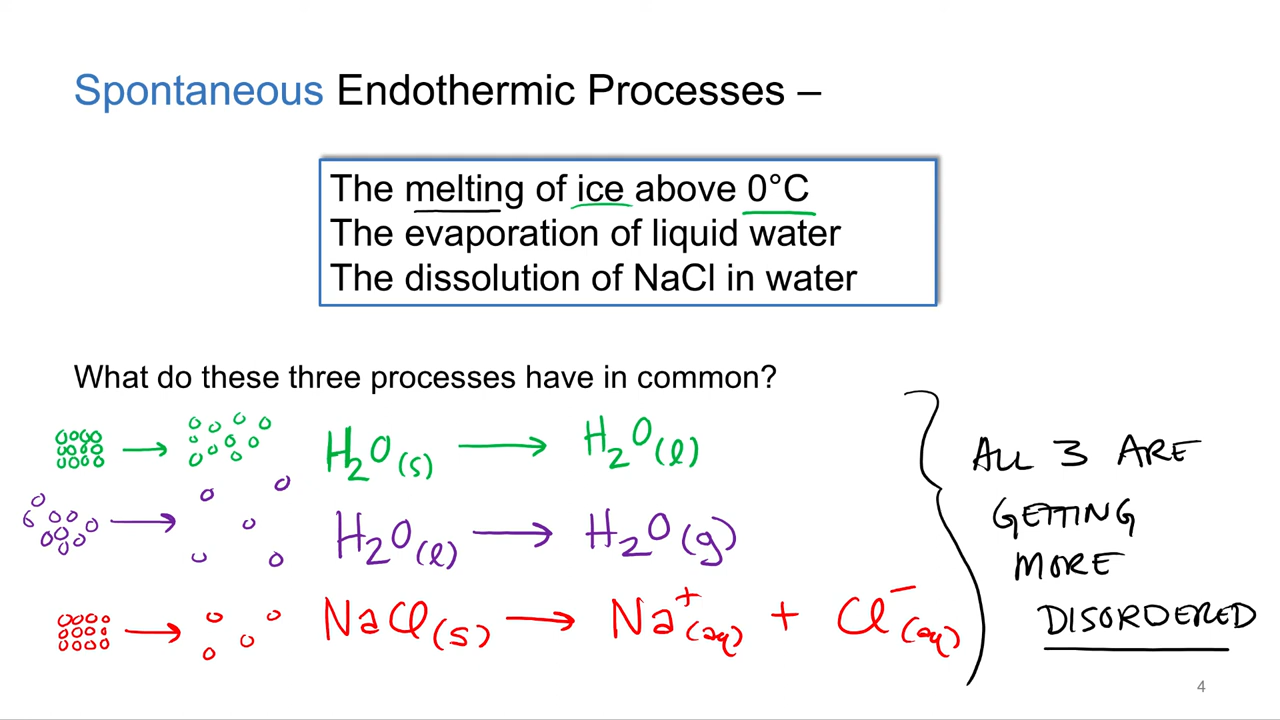 Spontaneous Endothermic Processes –
The melting of ice above 0°C
The evaporation of liquid water
The dissolution of NaCl in water
What do these three processes have in common?
H₂O(s) → H₂O(l)
H₂O(l) → H₂O(g)
NaCl(s) → Na⁺(aq) + Cl⁻(aq)
ALL 3 ARE
GETTING
MORE
DISORDERED
4